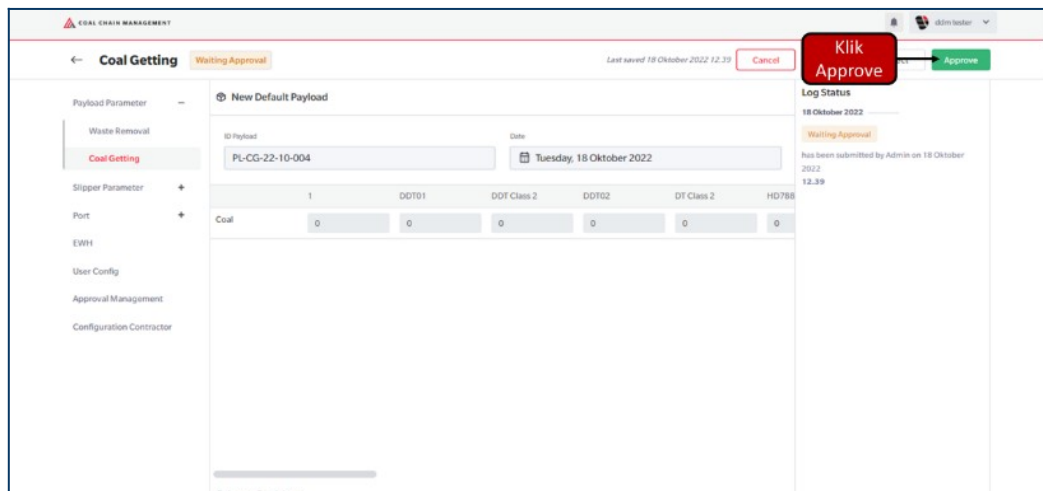 COAL CHAIN MANAGEMENT
ddm tester
Coal Getting
Waiting Approval
Last saved 18 Oktober 2022 12.39
Cancel
Klik
Approve
Approve
Payload Parameter
Waste Removal
Coal Getting
Slipper Parameter
Port
EWH
User Config
Approval Management
Configuration Contractor
New Default Payload
ID Payload
Date
PL-CG-22-10-004
Tuesday, 18 Oktober 2022
1 DDT01 DDT Class 2 DDT02 DT Class 2 HD788
Coal 0 0 0 0 0 0
Log Status
18 Oktober 2022
Waiting Approval
has been submitted by Admin on 18 Oktober
2022
12.39